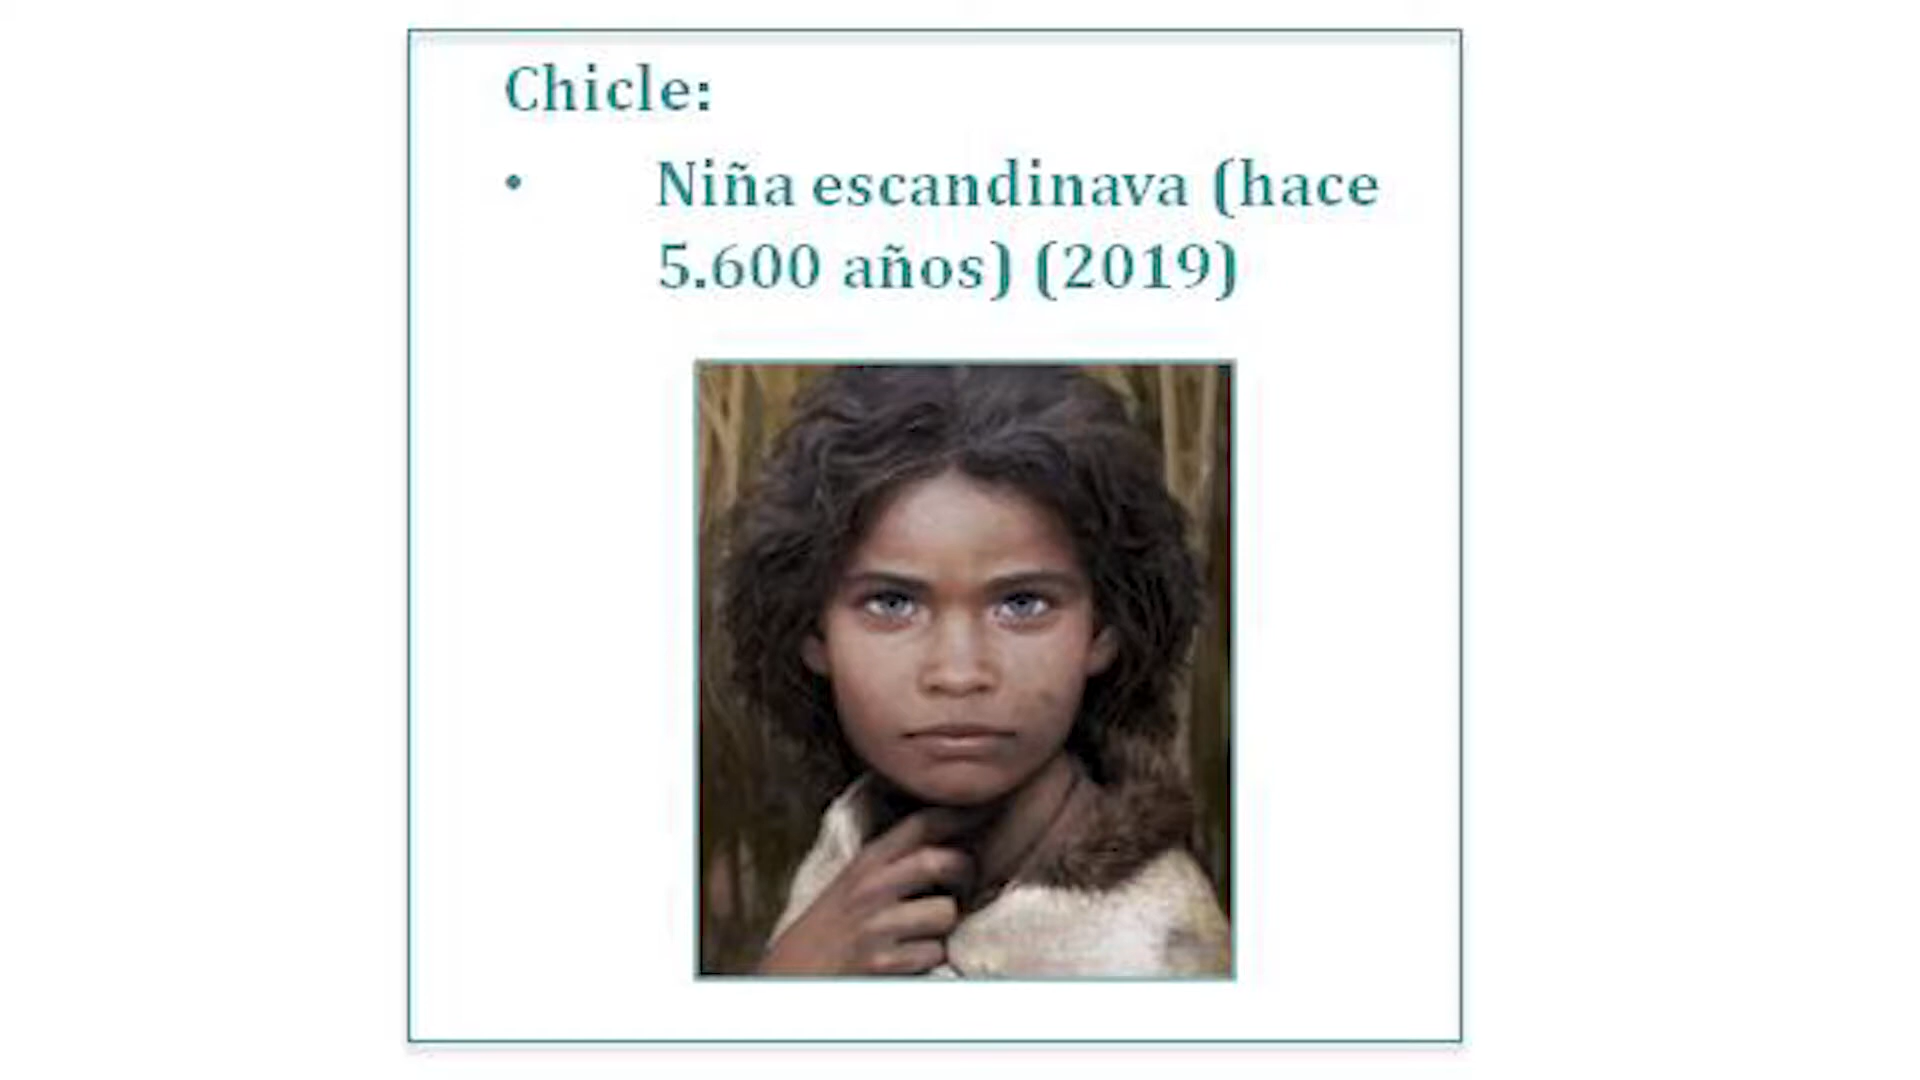 Chicle:
• Niña escandinava (hace
5.600 años) (2019)